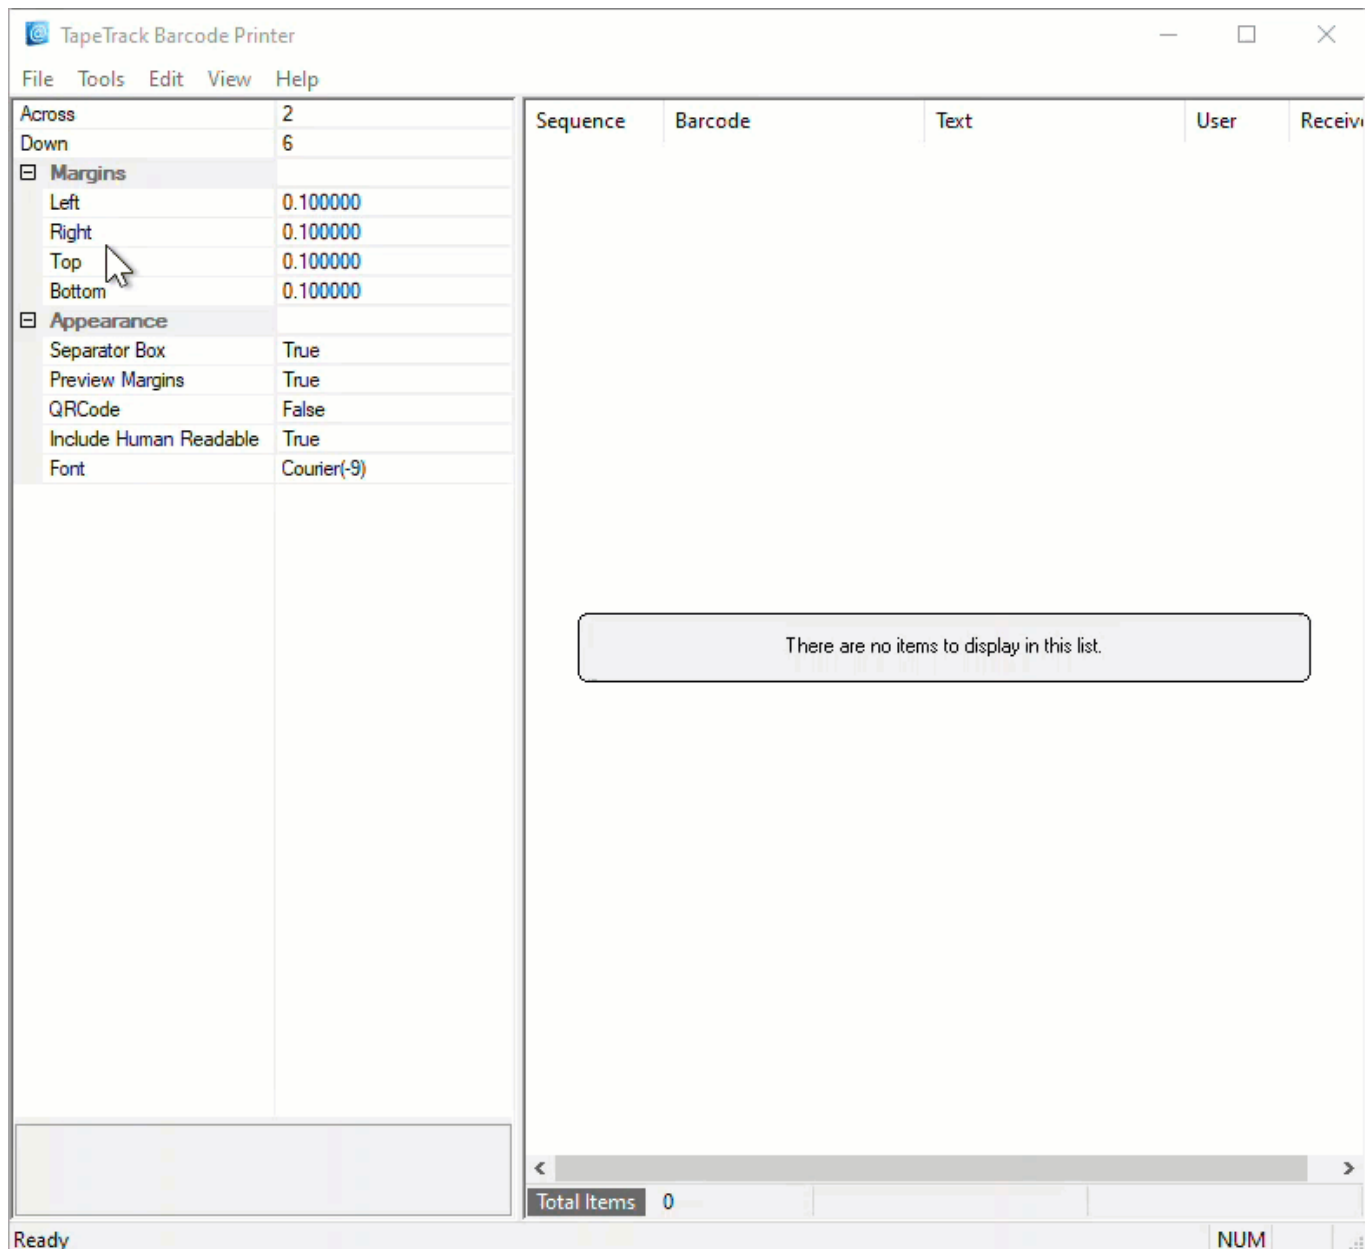 TapeTrack Barcode Printer
File Tools Edit View Help
Across 2
Down 6
Margins
Left 0.100000
Right 0.100000
Top 0.100000
Bottom 0.100000
Appearance
Separator Box True
Preview Margins True
QRCode False
Include Human Readable True
Font Courier(-9)
Sequence Barcode Text User Receiv
There are no items to display in this list.
Total Items 0
Ready NUM